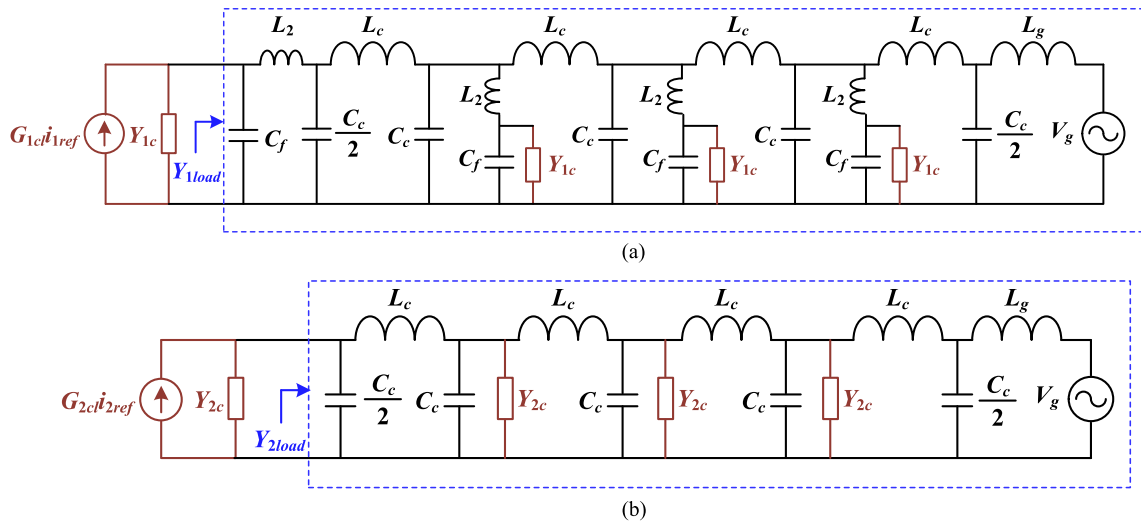 L2 Lc Lc Lc Lc Lg
G1cli1ref Y1c Y1load Cf Cc/2 Cc L2 Cf Y1c Cc L2 Cf Y1c Cc L2 Cf Y1c Cc/2 Vg
(a)
Lc Lc Lc Lc Lg
G2cli2ref Y2c Y2load Cc/2 Cc Y2c Cc Y2c Cc Y2c Cc/2 Vg
(b)